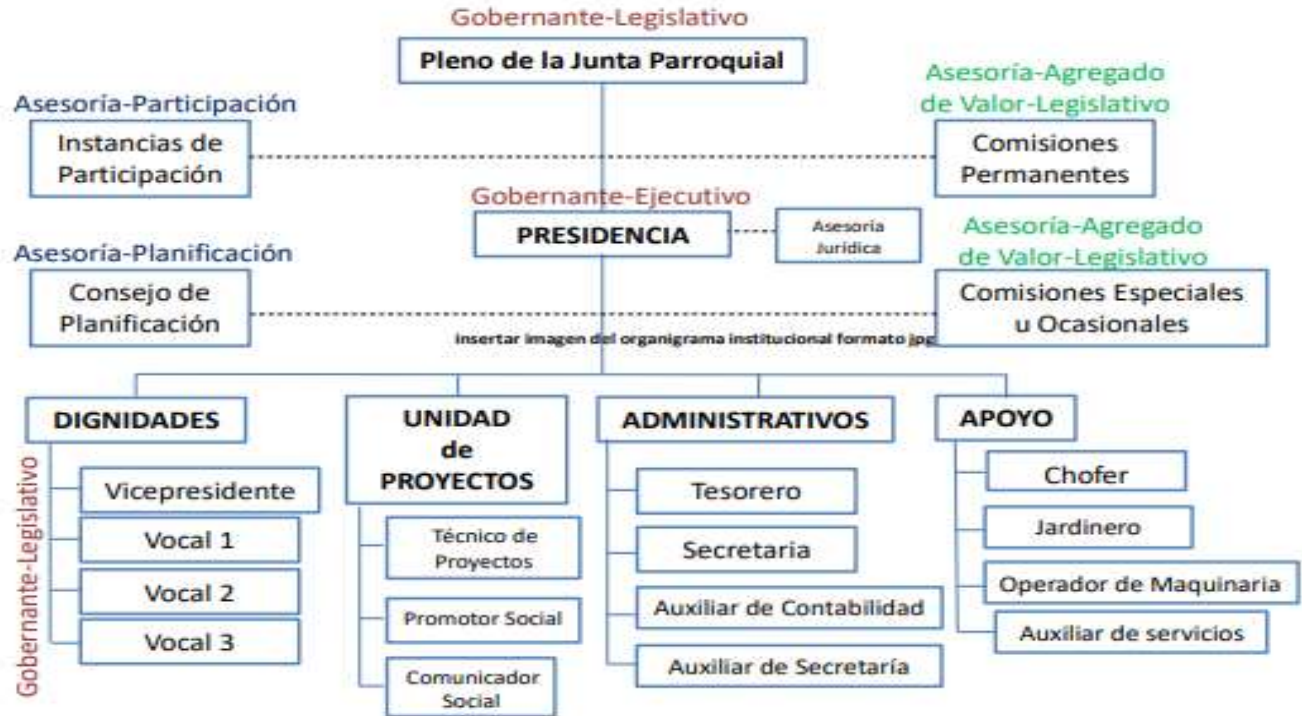 Gobernante-Legislativo
Pleno de la Junta Parroquial
Asesoría-Participación
Instancias de
Participación
Asesoría-Agregado
de Valor-Legislativo
Comisiones
Permanentes
Gobernante-Ejecutivo
PRESIDENCIA
Asesoria
Jurídica
Asesoría-Planificación
Consejo de
Planificación
Asesoría-Agregado
de Valor-Legislativo
Comisiones Especiales
u Ocasionales
insertar imagen del organigrama institucional formato jpg
DIGNIDADES
Gobernante-Legislativo
Vicepresidente
Vocal 1
Vocal 2
Vocal 3
UNIDAD
de
PROYECTOS
Técnico de
Proyectos
Promotor Social
Comunicador
Social
ADMINISTRATIVOS
Tesorero
Secretaria
Auxiliar de Contabilidad
Auxiliar de Secretaría
APOYO
Chofer
Jardinero
Operador de Maquinaria
Auxiliar de servicios